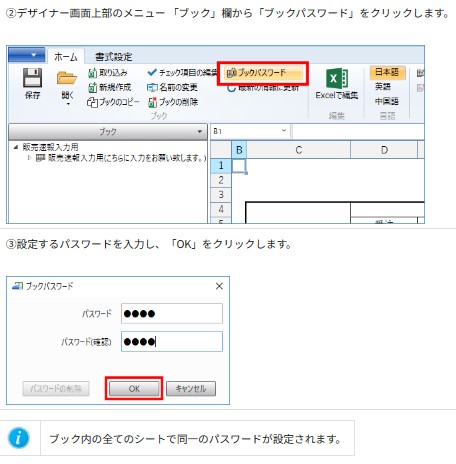 ②デザイナー画面上部のメニュー 「ブック」欄から「ブックパスワード」をクリックします。
ホーム 書式設定
保存
開く
取り込み
新規作成
ブックのコピー
チェック項目の編集
名前の変更
ブックの削除
ブックパスワード
最新の情報に更新
ブック
Excelで編集
編集
日本語
英語
中国語
言語
ブック
B1
販売速報入力用
販売速報入力用(こちらに入力をお願い致します。)
B C D
1
2
3
4
5
③設定するパスワードを入力し、「OK」をクリックします。
ブックパスワード
パスワード ●●●●
パスワード(確認) ●●●●
パスワードの削除 OK キャンセル
ブック内の全てのシートで同一のパスワードが設定されます。